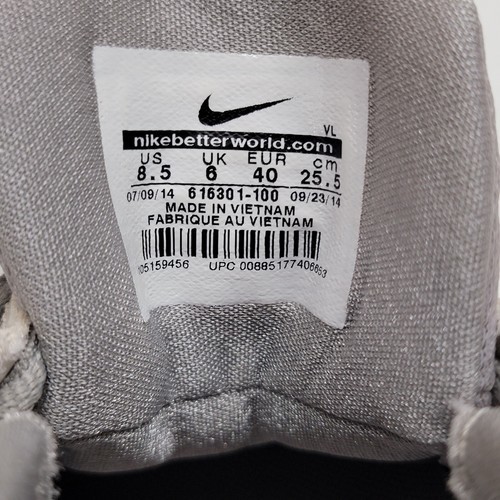 VL
nikebetterworld.com
US UK EUR cm
8.5 6 40 25.5
07/09/14 616301-100 09/23/14
MADE IN VIETNAM
FABRIQUE AU VIETNAM
UPC 00885177406653